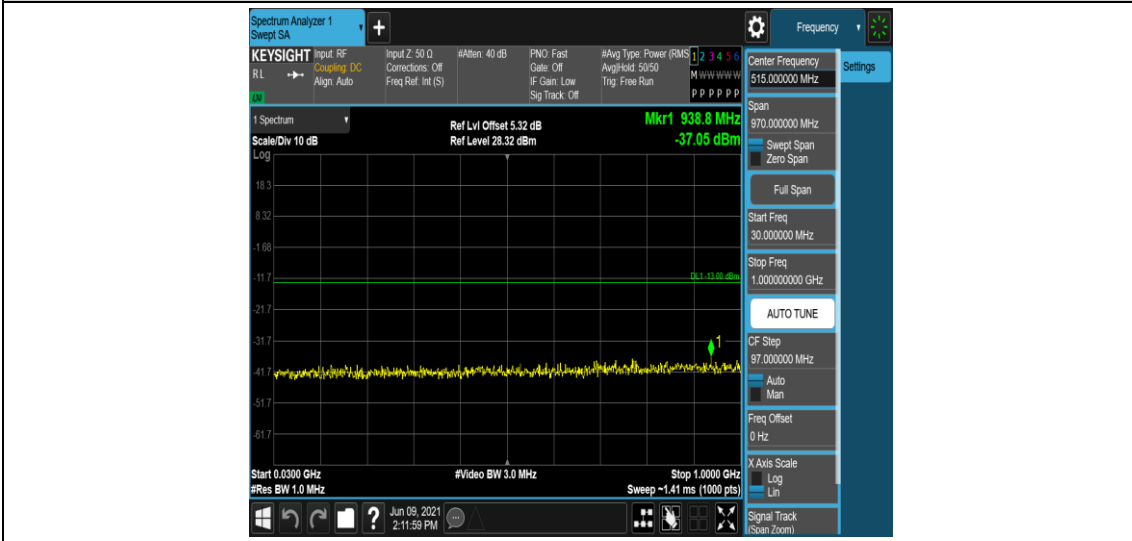 Spectrum Analyzer 1
Swept SA
+
Frequency
KEYSIGHT
RL
Input: RF
Coupling: DC
Align: Auto
Input Z: 50 Ω
Corrections: Off
Freq Ref: Int (S)
#Atten: 40 dB
PNO: Fast
Gate: Off
IF Gain: Low
Sig Track: Off
#Avg Type: Power (RMS
Avg|Hold: 50/50
Trig: Free Run
1 2 3 4 5 6
M W W W W W
P P P P P P
1 Spectrum
Scale/Div 10 dB
Log
Ref Lvl Offset 5.32 dB
Ref Level 28.32 dBm
Mkr1 938.8 MHz
-37.05 dBm
18.3
8.32
-1.68
-11.7
DL1 -13.00 dBm
-21.7
-31.7
1
-41.7
-51.7
-61.7
Start 0.0300 GHz
#Video BW 3.0 MHz
Stop 1.0000 GHz
#Res BW 1.0 MHz
Sweep ~1.41 ms (1000 pts)
?
Jun 09, 2021
2:11:59 PM
Center Frequency
515.000000 MHz
Settings
Span
970.000000 MHz
Swept Span
Zero Span
Full Span
Start Freq
30.000000 MHz
Stop Freq
1.000000000 GHz
AUTO TUNE
CF Step
97.000000 MHz
Auto
Man
Freq Offset
0 Hz
X Axis Scale
Log
Lin
Signal Track
(Span Zoom)